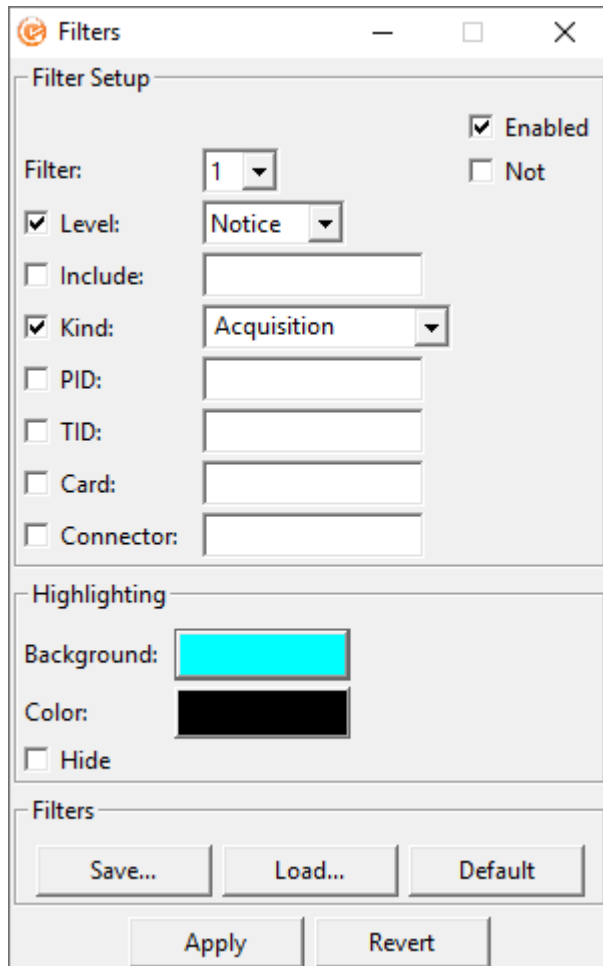 Filters
Filter Setup
Enabled
Filter: 1 Not
Level: Notice
Include:
Kind: Acquisition
PID:
TID:
Card:
Connector:
Highlighting
Background:
Color:
Hide
Filters
Save... Load... Default
Apply Revert